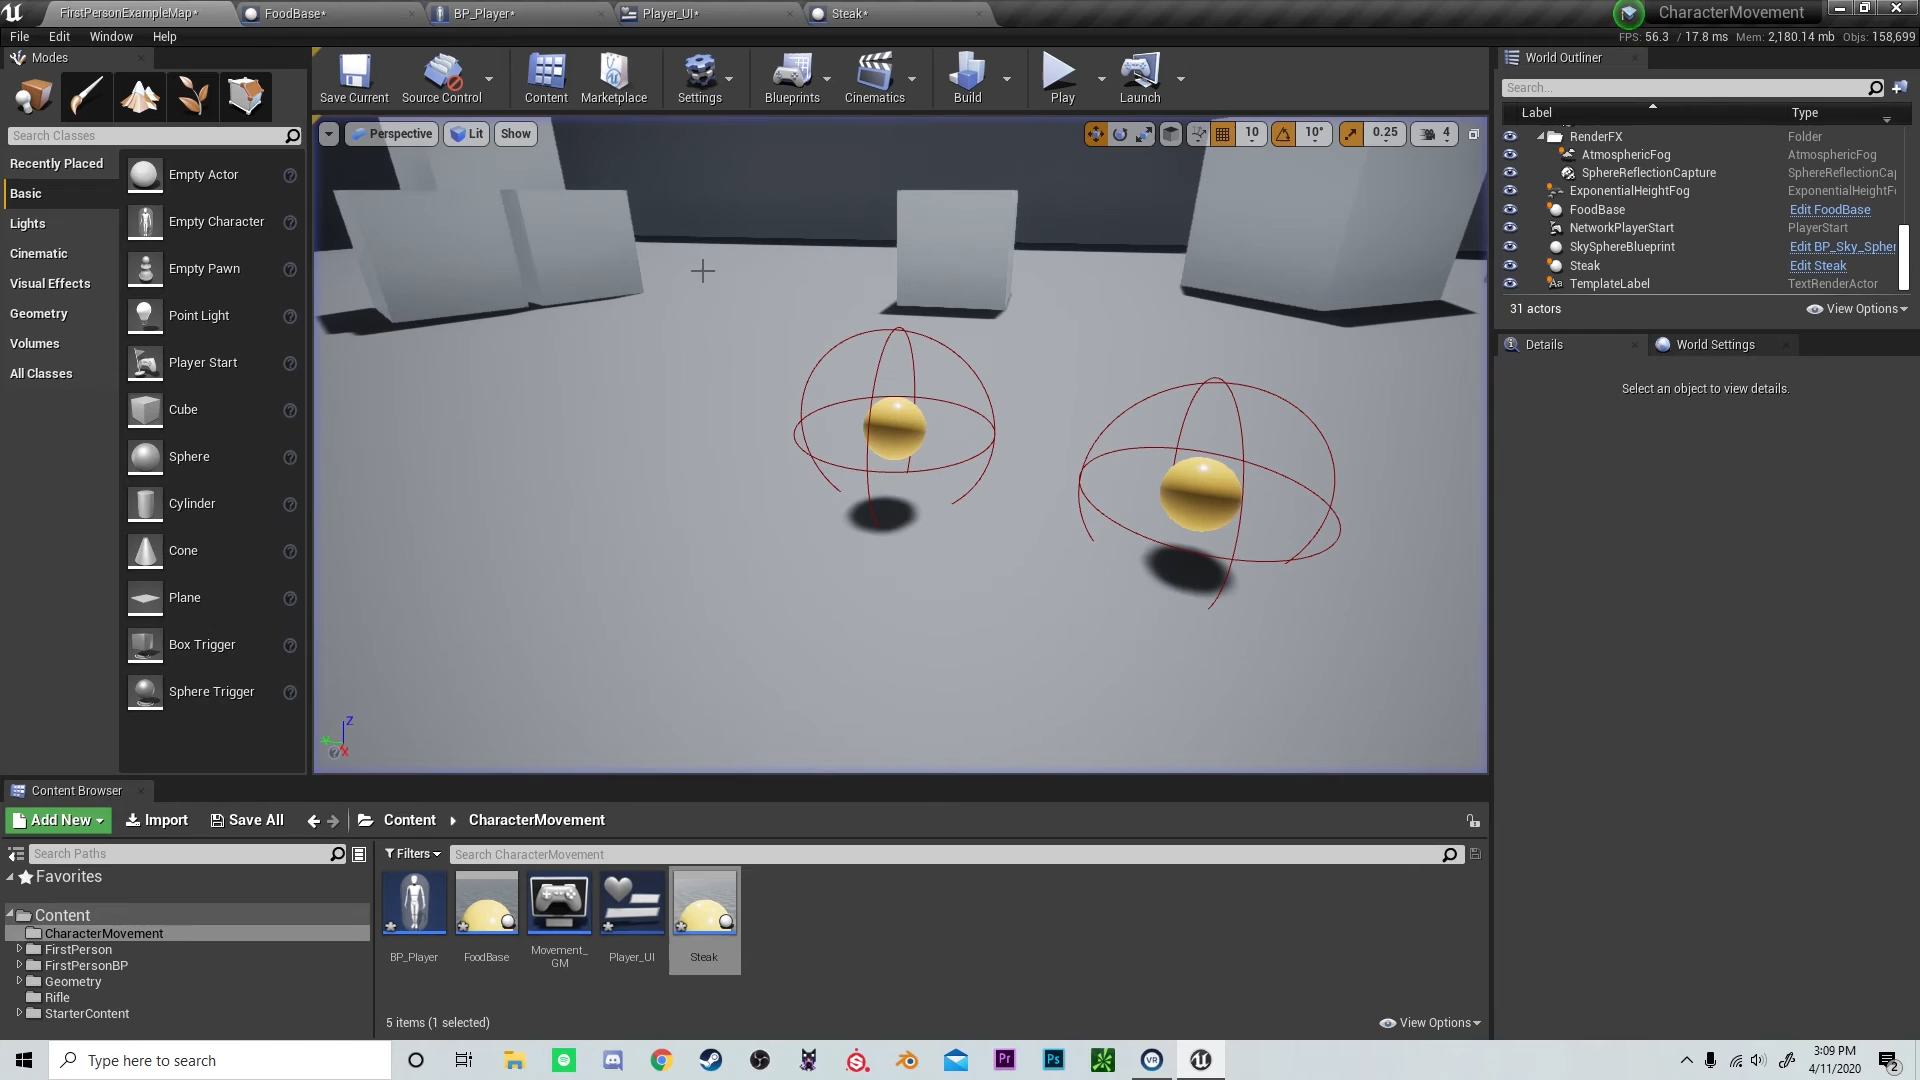 FirstPersonExampleMap*
FoodBase*
BP_Player*
Player_UI*
Steak*
CharacterMovement
File Edit Window Help
FPS: 56.3 / 17.8 ms Mem: 2,180.14 mb Objs: 158,699
Modes
Save Current
Source Control
Content
Marketplace
Settings
Blueprints
Cinematics
Build
Play
Launch
World Outliner
Search...
Label Type
RenderFX Folder
AtmosphericFog AtmosphericFog
SphereReflectionCapture SphereReflectionCap
ExponentialHeightFog ExponentialHeightF
FoodBase Edit FoodBase
NetworkPlayerStart PlayerStart
SkySphereBlueprint Edit BP_Sky_Spher
Steak Edit Steak
TemplateLabel TextRenderActor
31 actors View Options
Details
World Settings
Select an object to view details.
Search Classes
Recently Placed
Basic
Lights
Cinematic
Visual Effects
Geometry
Volumes
All Classes
Empty Actor
Empty Character
Empty Pawn
Point Light
Player Start
Cube
Sphere
Cylinder
Cone
Plane
Box Trigger
Sphere Trigger
Perspective Lit Show
10 10° 0.25 4
Z
X
Content Browser
Add New Import Save All Content CharacterMovement
Search Paths
Filters Search CharacterMovement
Favorites
Content
CharacterMovement
FirstPerson
FirstPersonBP
Geometry
Rifle
StarterContent
BP_Player
FoodBase
Movement_
GM
Player_UI
Steak
5 items (1 selected) View Options
Type here to search
3:09 PM
4/11/2020
2